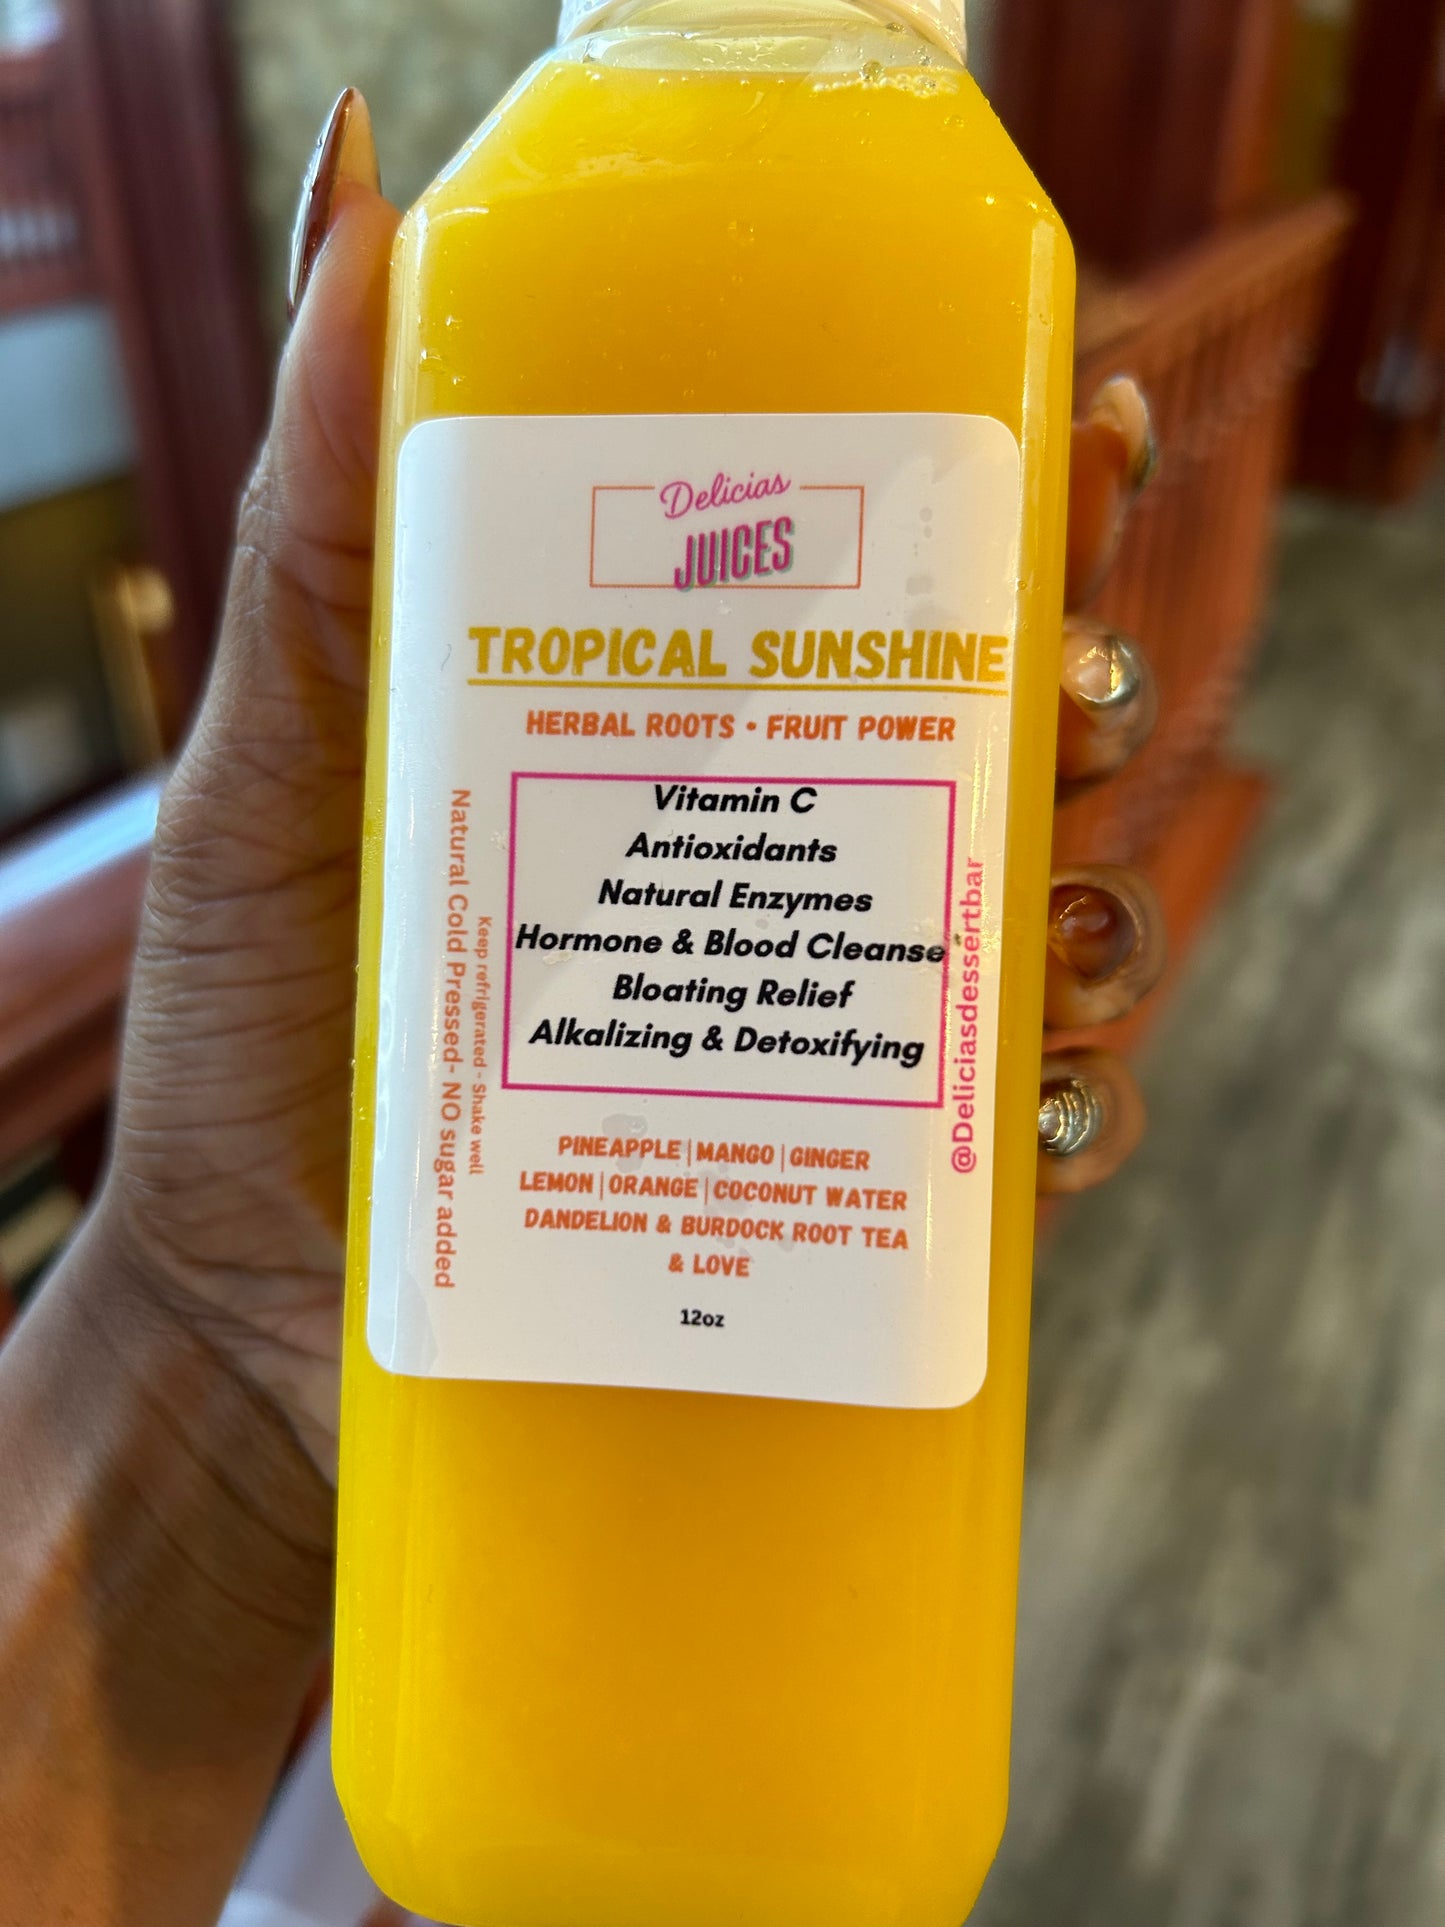 Delicias
JUICES
TROPICAL SUNSHINE
HERBAL ROOTS • FRUIT POWER
Vitamin C
Antioxidants
Natural Enzymes
Hormone & Blood Cleanse
Bloating Relief
Alkalizing & Detoxifying
PINEAPPLE | MANGO | GINGER
LEMON | ORANGE | COCONUT WATER
DANDELION & BURDOCK ROOT TEA
& LOVE
12oz
Keep refrigerated - Shake well
Natural Cold Pressed- NO sugar added
@Deliciasdessertbar